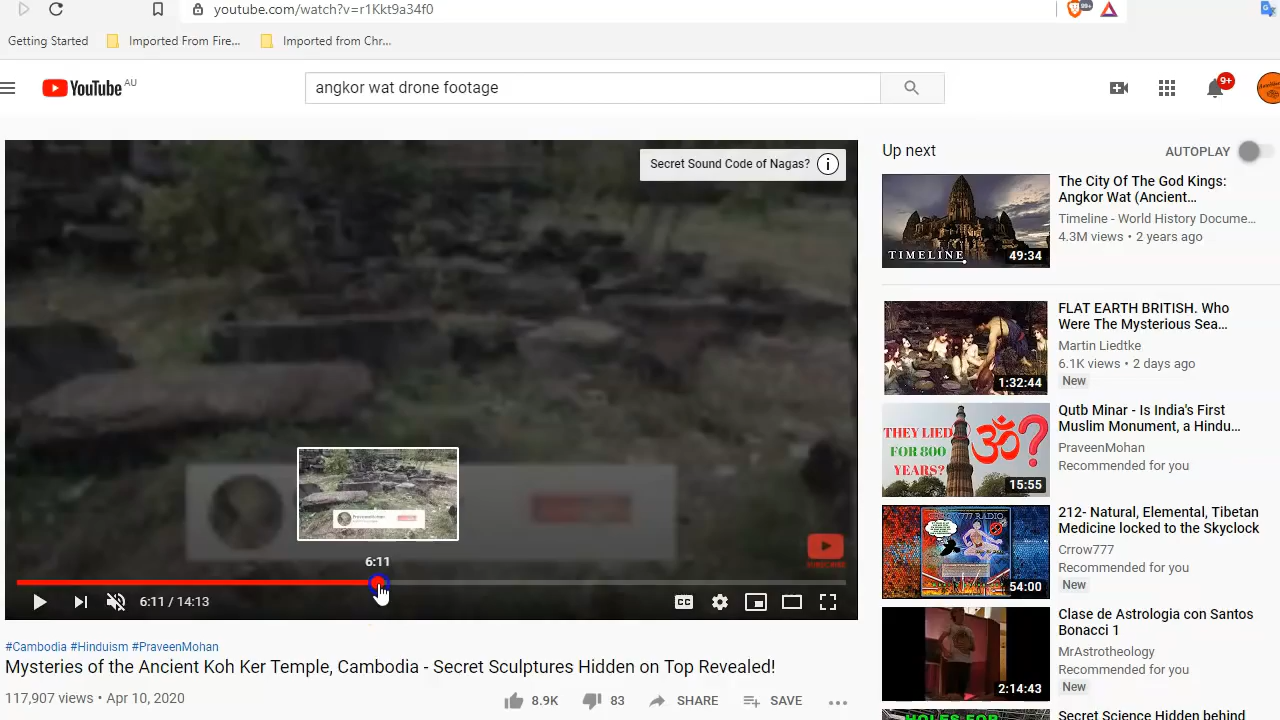 youtube.com/watch?v=r1Kkt9a34f0
99+
Getting Started
Imported From Fire...
Imported from Chr...
YouTube AU
angkor wat drone footage
9+
Secret Sound Code of Nagas?
6:11
SUBSCRIBE
6:11 / 14:13
CC
#Cambodia #Hinduism #PraveenMohan
Mysteries of the Ancient Koh Ker Temple, Cambodia - Secret Sculptures Hidden on Top Revealed!
117,907 views • Apr 10, 2020
8.9K
83
SHARE
SAVE
Up next
AUTOPLAY
TIMELINE
49:34
The City Of The God Kings:
Angkor Wat (Ancient...
Timeline - World History Docume...
4.3M views • 2 years ago
1:32:44
FLAT EARTH BRITISH. Who
Were The Mysterious Sea...
Martin Liedtke
6.1K views • 2 days ago
New
THEY LIED
FOR 800
YEARS?
ॐ?
15:55
Qutb Minar - Is India's First
Muslim Monument, a Hindu...
PraveenMohan
Recommended for you
54:00
212- Natural, Elemental, Tibetan
Medicine locked to the Skyclock
Crrow777
Recommended for you
New
2:14:43
Clase de Astrologia con Santos
Bonacci 1
MrAstrotheology
Recommended for you
New
HOLES FOR
Secret Science Hidden behind